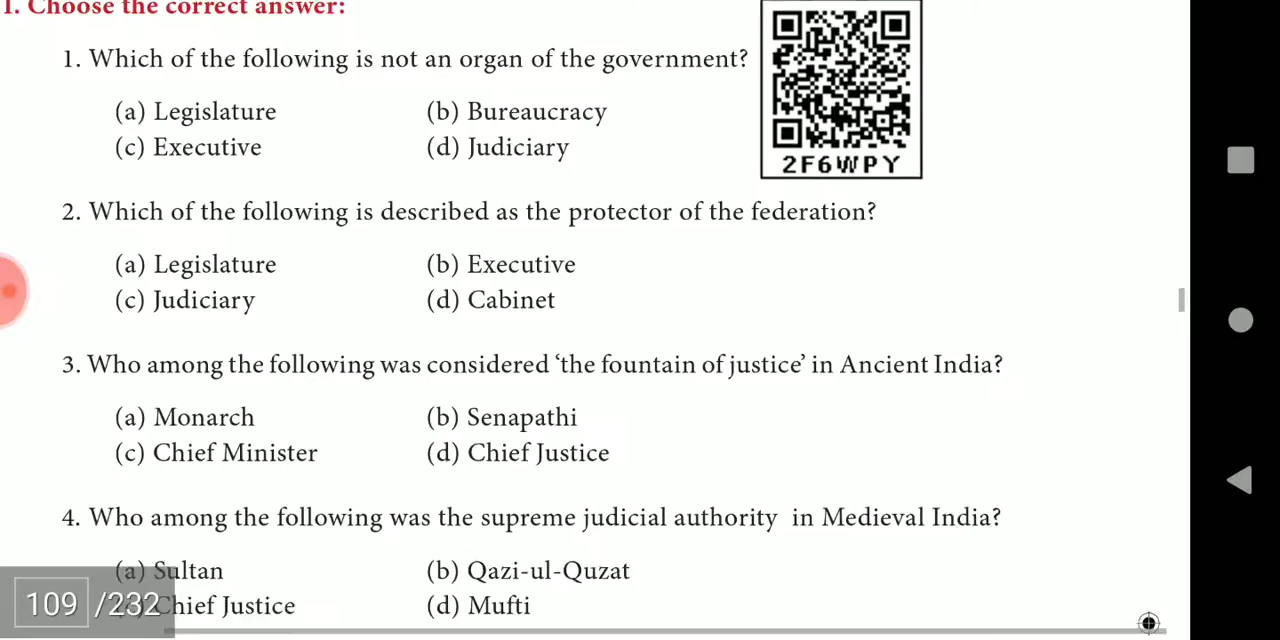 I. Choose the correct answer:
1. Which of the following is not an organ of the government?
(a) Legislature (b) Bureaucracy
(c) Executive (d) Judiciary
2F6WPY
2. Which of the following is described as the protector of the federation?
(a) Legislature (b) Executive
(c) Judiciary (d) Cabinet
3. Who among the following was considered ‘the fountain of justice’ in Ancient India?
(a) Monarch (b) Senapathi
(c) Chief Minister (d) Chief Justice
4. Who among the following was the supreme judicial authority in Medieval India?
(a) Sultan (b) Qazi-ul-Quzat
Chief Justice (d) Mufti
109 /232